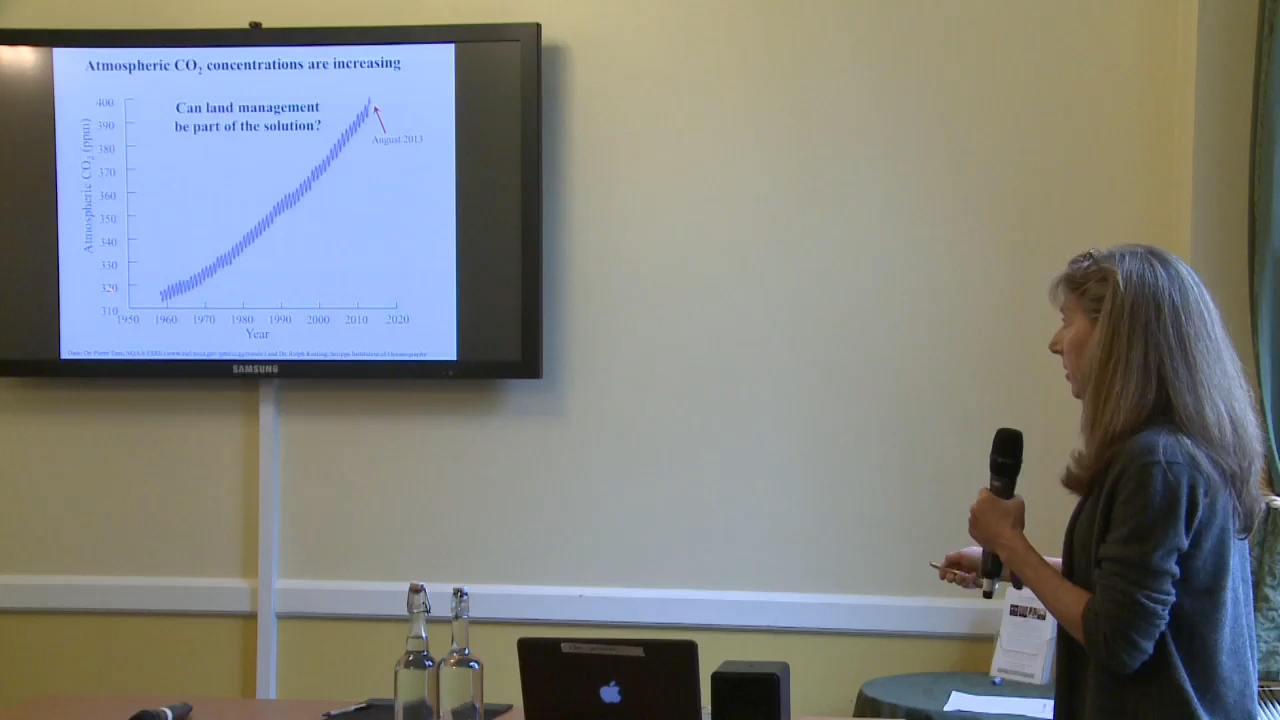 Atmospheric CO₂ concentrations are increasing
Can land management
be part of the solution?
August 2013
Atmospheric CO₂ (ppm)
400
390
380
370
360
350
340
330
320
310
1950 1960 1970 1980 1990 2000 2010 2020
Year
SAMSUNG